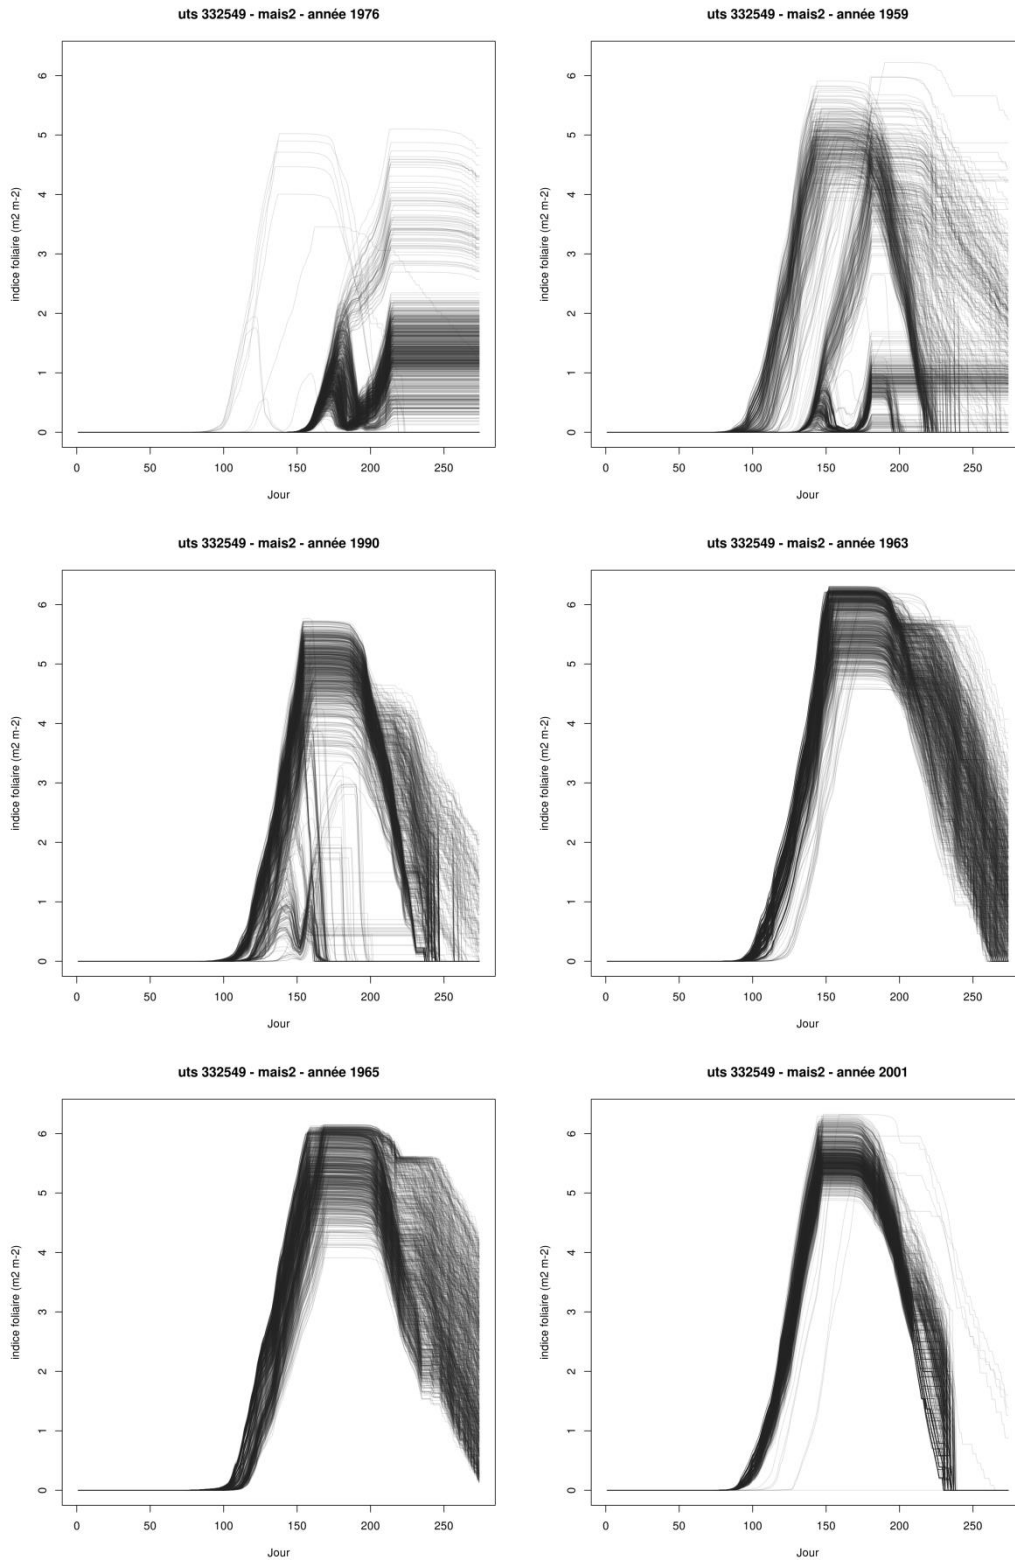 uts 332549 - mais2 - année 1976
6
5
4
3
2
1
0
indice foliaire (m2 m-2)
0 50 100 150 200 250
Jour
uts 332549 - mais2 - année 1959
6
5
4
3
2
1
0
indice foliaire (m2 m-2)
0 50 100 150 200 250
Jour
uts 332549 - mais2 - année 1990
6
5
4
3
2
1
0
indice foliaire (m2 m-2)
0 50 100 150 200 250
Jour
uts 332549 - mais2 - année 1963
6
5
4
3
2
1
0
indice foliaire (m2 m-2)
0 50 100 150 200 250
Jour
uts 332549 - mais2 - année 1965
6
5
4
3
2
1
0
indice foliaire (m2 m-2)
0 50 100 150 200 250
Jour
uts 332549 - mais2 - année 2001
6
5
4
3
2
1
0
indice foliaire (m2 m-2)
0 50 100 150 200 250
Jour